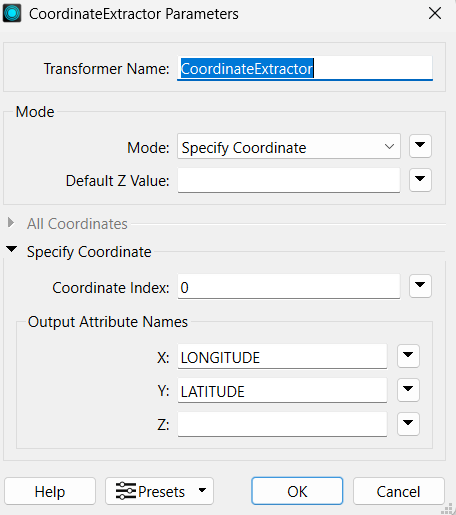 CoordinateExtractor Parameters
Transformer Name: CoordinateExtractor
Mode
Mode: Specify Coordinate
Default Z Value:
All Coordinates
Specify Coordinate
Coordinate Index: 0
Output Attribute Names
X: LONGITUDE
Y: LATITUDE
Z:
Help Presets OK Cancel